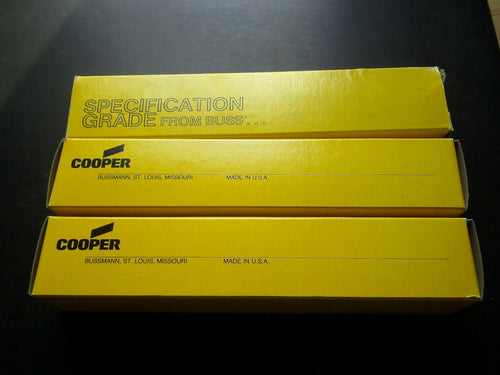 SPECIFICATION
GRADE FROM BUSS...
COOPER
BUSSMANN, ST. LOUIS, MISSOURI MADE IN U.S.A.
COOPER
BUSSMANN, ST. LOUIS, MISSOURI MADE IN U.S.A.